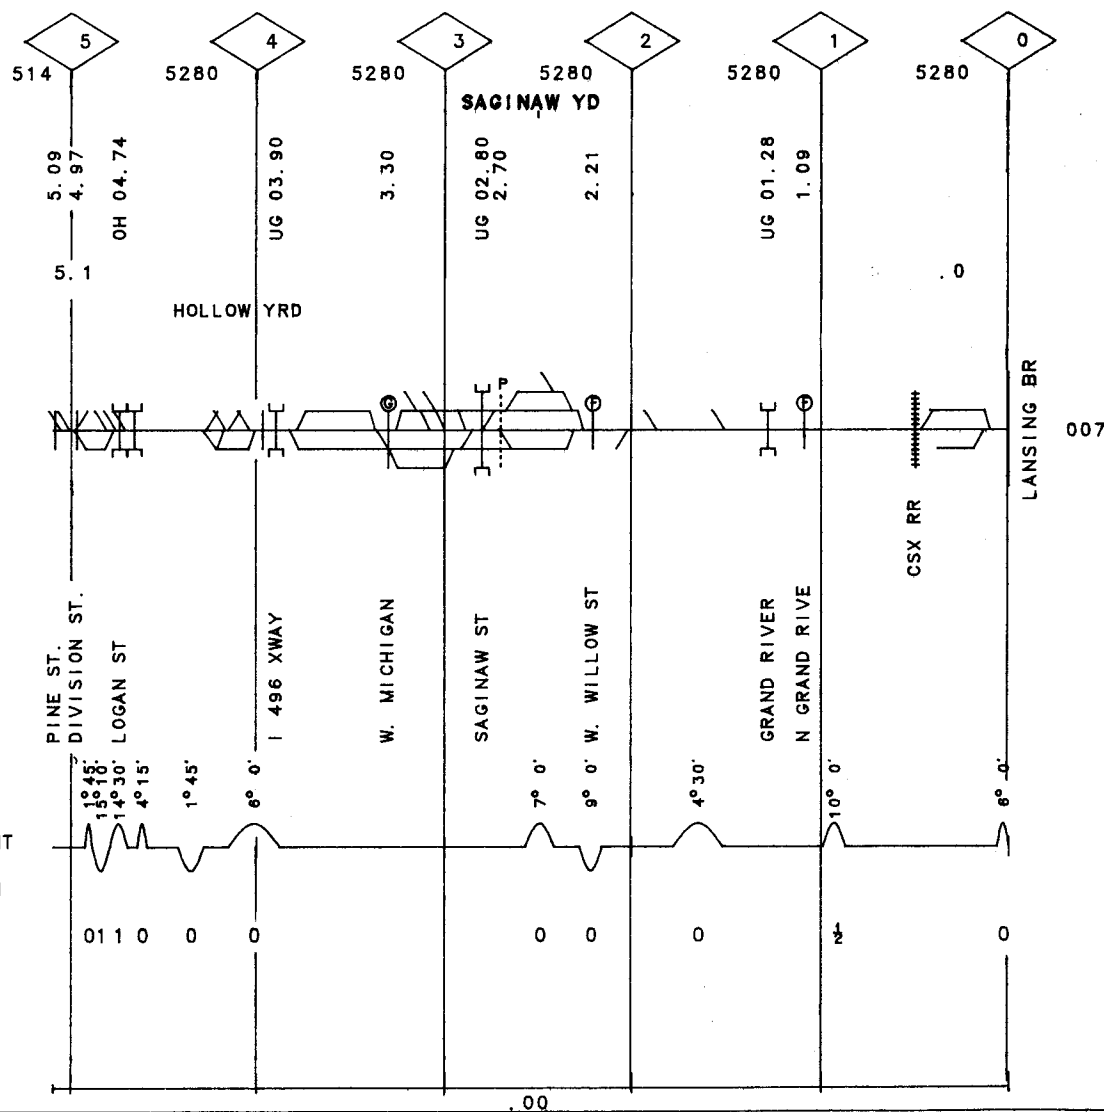 5 4 3 2 1 0
514 5280 5280 5280 5280 5280
SAGINAW YD
5.09
4.97
OH 04.74
UG 03.90
3.30
UG 02.80
2.70
2.21
UG 01.28
1.09
5.1
.0
HOLLOW YRD
G
P
F
F
LANSING BR
007
CSX RR
PINE ST.
DIVISION ST.
LOGAN ST
I 496 XWAY
W. MICHIGAN
SAGINAW ST
W. WILLOW ST
GRAND RIVER
N GRAND RIVE
1°45'
15°10'
14°30'
4°15'
1°45'
6° 0'
7° 0'
9° 0'
4°30'
10° 0'
6° 0'
01 1 0 0 0 0 0 0 ½ 0
.00